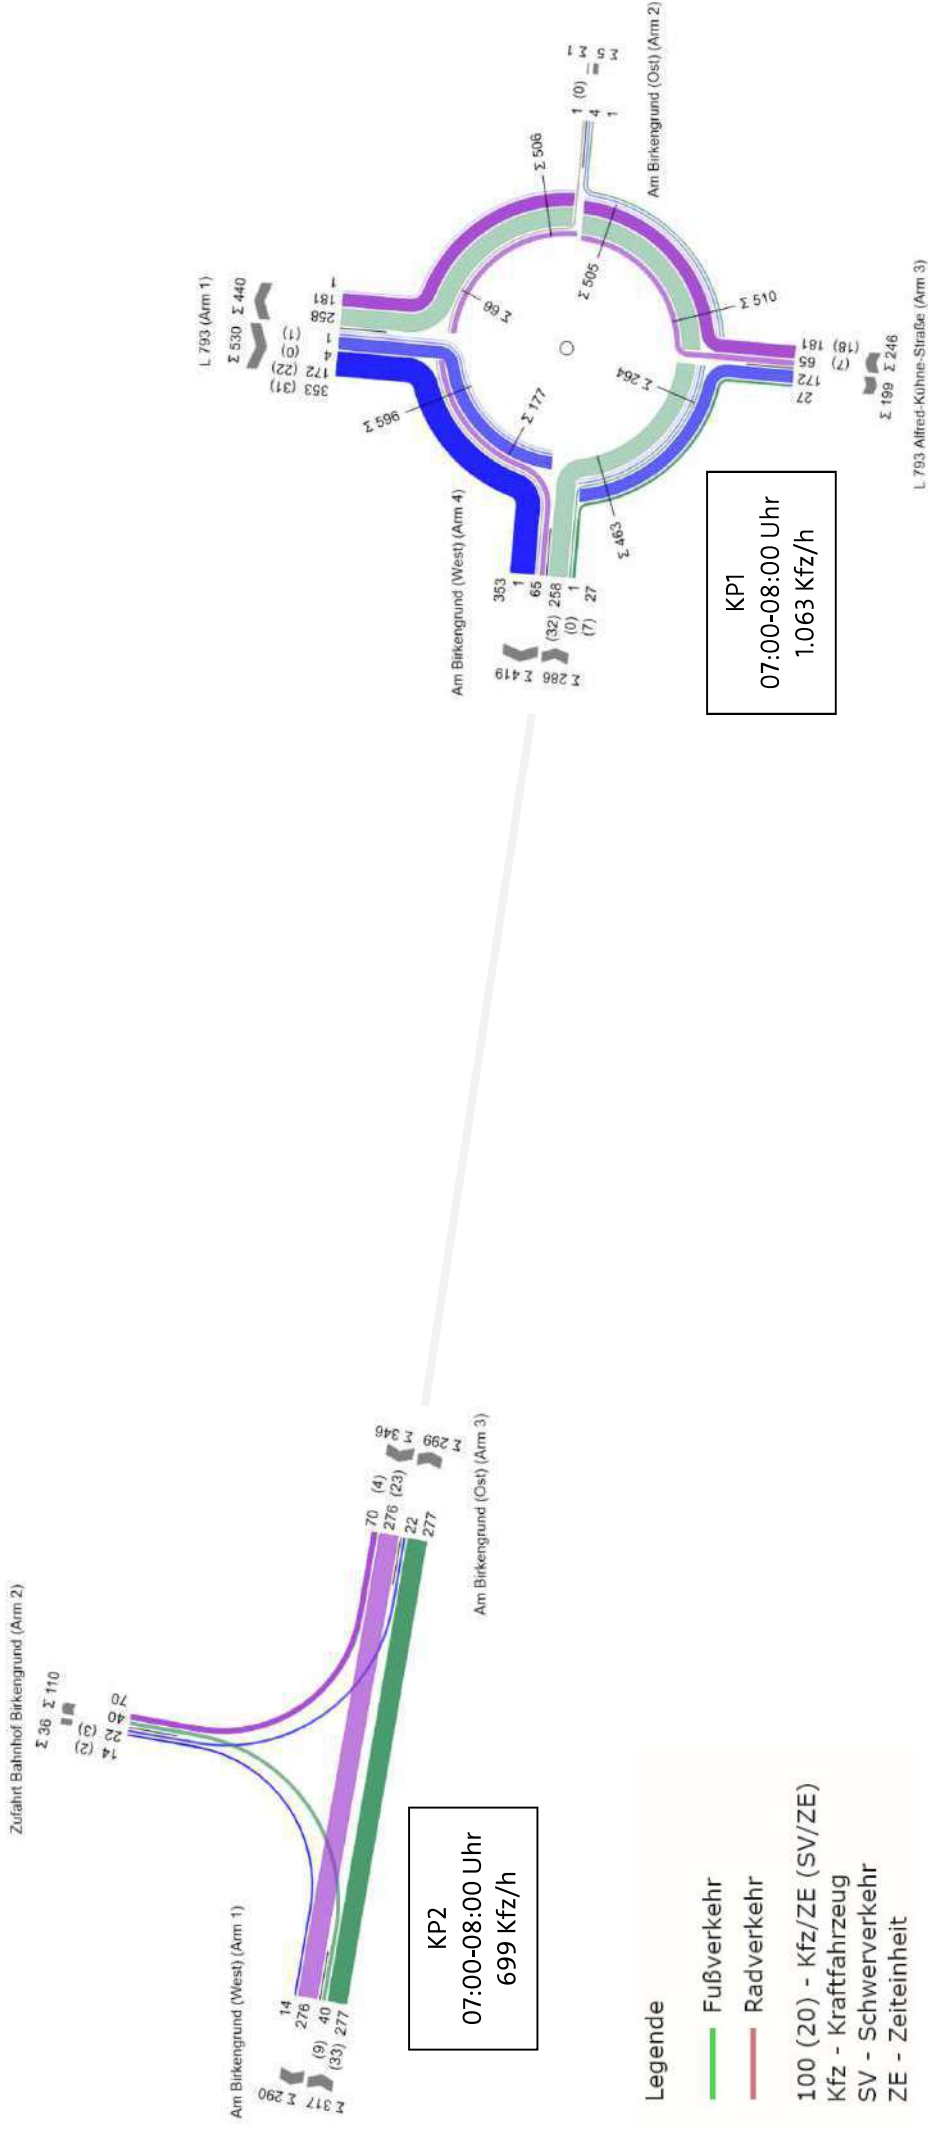 Zufahrt Bahnhof Birkengrund (Arm 2)
Σ 36 Σ 110
14 (2)
22 (3)
40
70
Am Birkengrund (West) (Arm 1)
14
276
40 (9)
277 (33)
Σ 317 Σ 290
70 (4)
276 (23)
22
277
Σ 346
Σ 299
Am Birkengrund (Ost) (Arm 3)
KP2
07:00-08:00 Uhr
699 Kfz/h
L 793 (Arm 1)
Σ 530 Σ 440
353 (31)
172 (22)
4 (0)
1 (1)
258
181
1
Am Birkengrund (West) (Arm 4)
353
1
65
(32) 258
(0) 1
(7) 27
Σ 419
Σ 286
Σ 596
Σ 177
Σ 66
Σ 506
Σ 505
Σ 510
Σ 264
Σ 463
1 (0)
4
1
Σ 5 Σ 1
Am Birkengrund (Ost) (Arm 2)
27
172
65 (7)
181 (18)
Σ 199 Σ 246
L 793 Alfred-Kühne-Straße (Arm 3)
KP1
07:00-08:00 Uhr
1.063 Kfz/h
Legende
Fußverkehr
Radverkehr
100 (20) - Kfz/ZE (SV/ZE)
Kfz - Kraftfahrzeug
SV - Schwerverkehr
ZE - Zeiteinheit